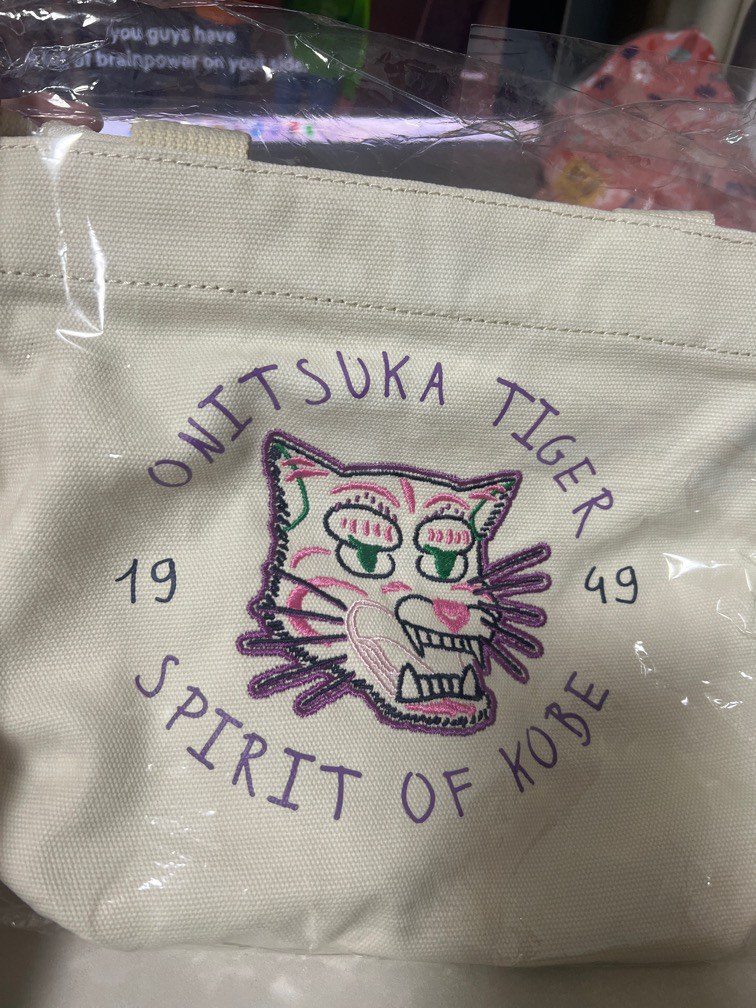 you guys have
of brainpower on your side
ONITSUKA TIGER
19 49
SPIRIT OF KOBE